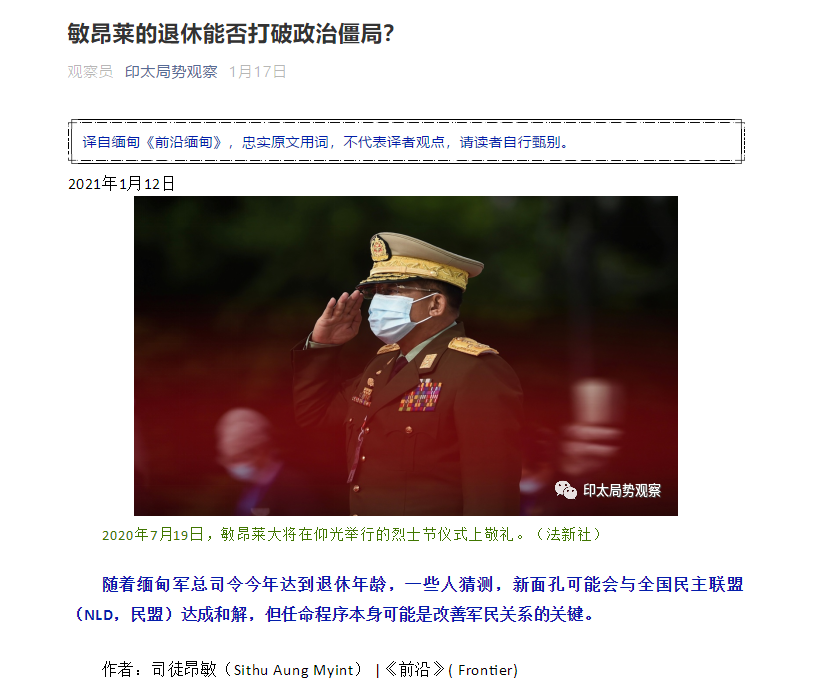 敏昂莱的退休能否打破政治僵局？
观察员 印太局势观察 1月17日
译自缅甸《前沿缅甸》，忠实原文用词，不代表译者观点，请读者自行甄别。
2021年1月12日
印太局势观察
2020年7月19日，敏昂莱大将在仰光举行的烈士节仪式上敬礼。（法新社）
随着缅甸军总司令今年达到退休年龄，一些人猜测，新面孔可能会与全国民主联盟
（NLD，民盟）达成和解，但任命程序本身可能是改善军民关系的关键。
作者：司徒昂敏（Sithu Aung Myint） |《前沿》( Frontier)